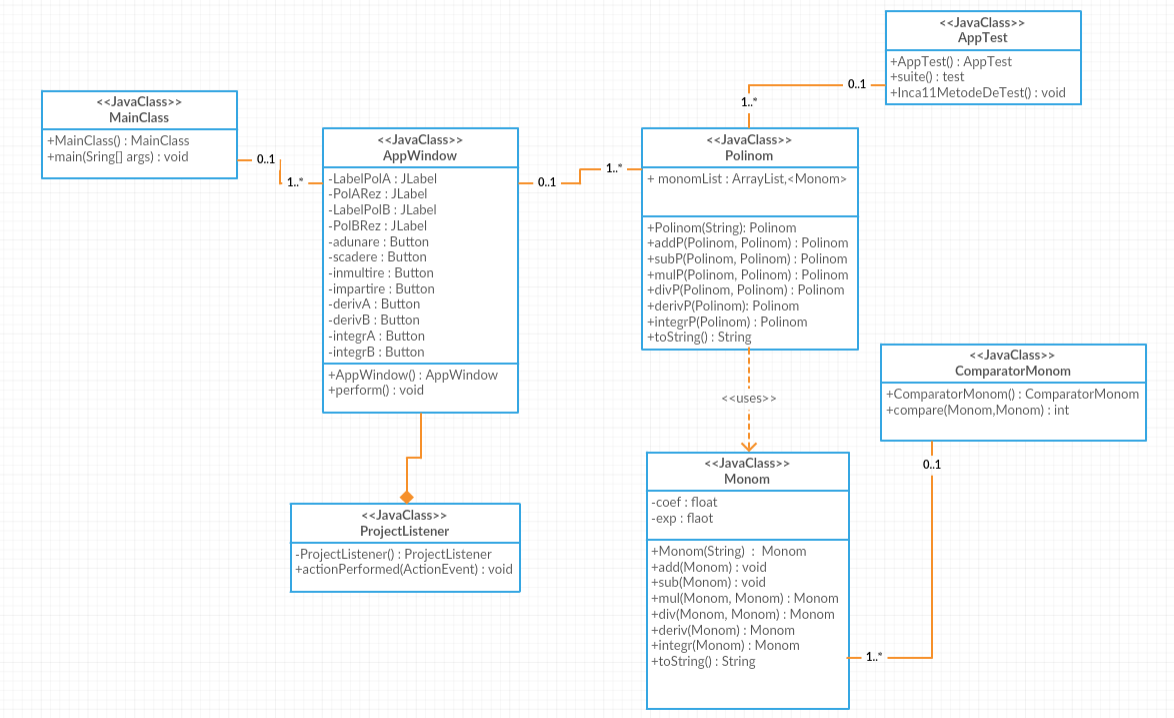 <<JavaClass>>
MainClass
+MainClass() : MainClass
+main(Sring[] args) : void
0..1
1..*
<<JavaClass>>
AppWindow
-LabelPolA : JLabel
-PolARez : JLabel
-LabelPolB : JLabel
-PolBRez : JLabel
-adunare : Button
-scadere : Button
-inmultire : Button
-impartire : Button
-derivA : Button
-derivB : Button
-integrA : Button
-integrB : Button
+AppWindow() : AppWindow
+perform() : void
0..1
1..*
<<JavaClass>>
ProjectListener
-ProjectListener() : ProjectListener
+actionPerformed(ActionEvent) : void
<<JavaClass>>
Polinom
+ monomList : ArrayList,<Monom>
+Polinom(String): Polinom
+addP(Polinom, Polinom) : Polinom
+subP(Polinom, Polinom) : Polinom
+mulP(Polinom, Polinom) : Polinom
+divP(Polinom, Polinom) : Polinom
+derivP(Polinom): Polinom
+integrP(Polinom) : Polinom
+toString() : String
1..*
0..1
<<JavaClass>>
AppTest
+AppTest() : AppTest
+suite() : test
+Inca11MetodeDeTest() : void
<<uses>>
<<JavaClass>>
Monom
-coef : float
-exp : flaot
+Monom(String) : Monom
+add(Monom) : void
+sub(Monom) : void
+mul(Monom, Monom) : Monom
+div(Monom, Monom) : Monom
+deriv(Monom) : Monom
+integr(Monom) : Monom
+toString() : String
<<JavaClass>>
ComparatorMonom
+ComparatorMonom() : ComparatorMonom
+compare(Monom,Monom) : int
0..1
1..*